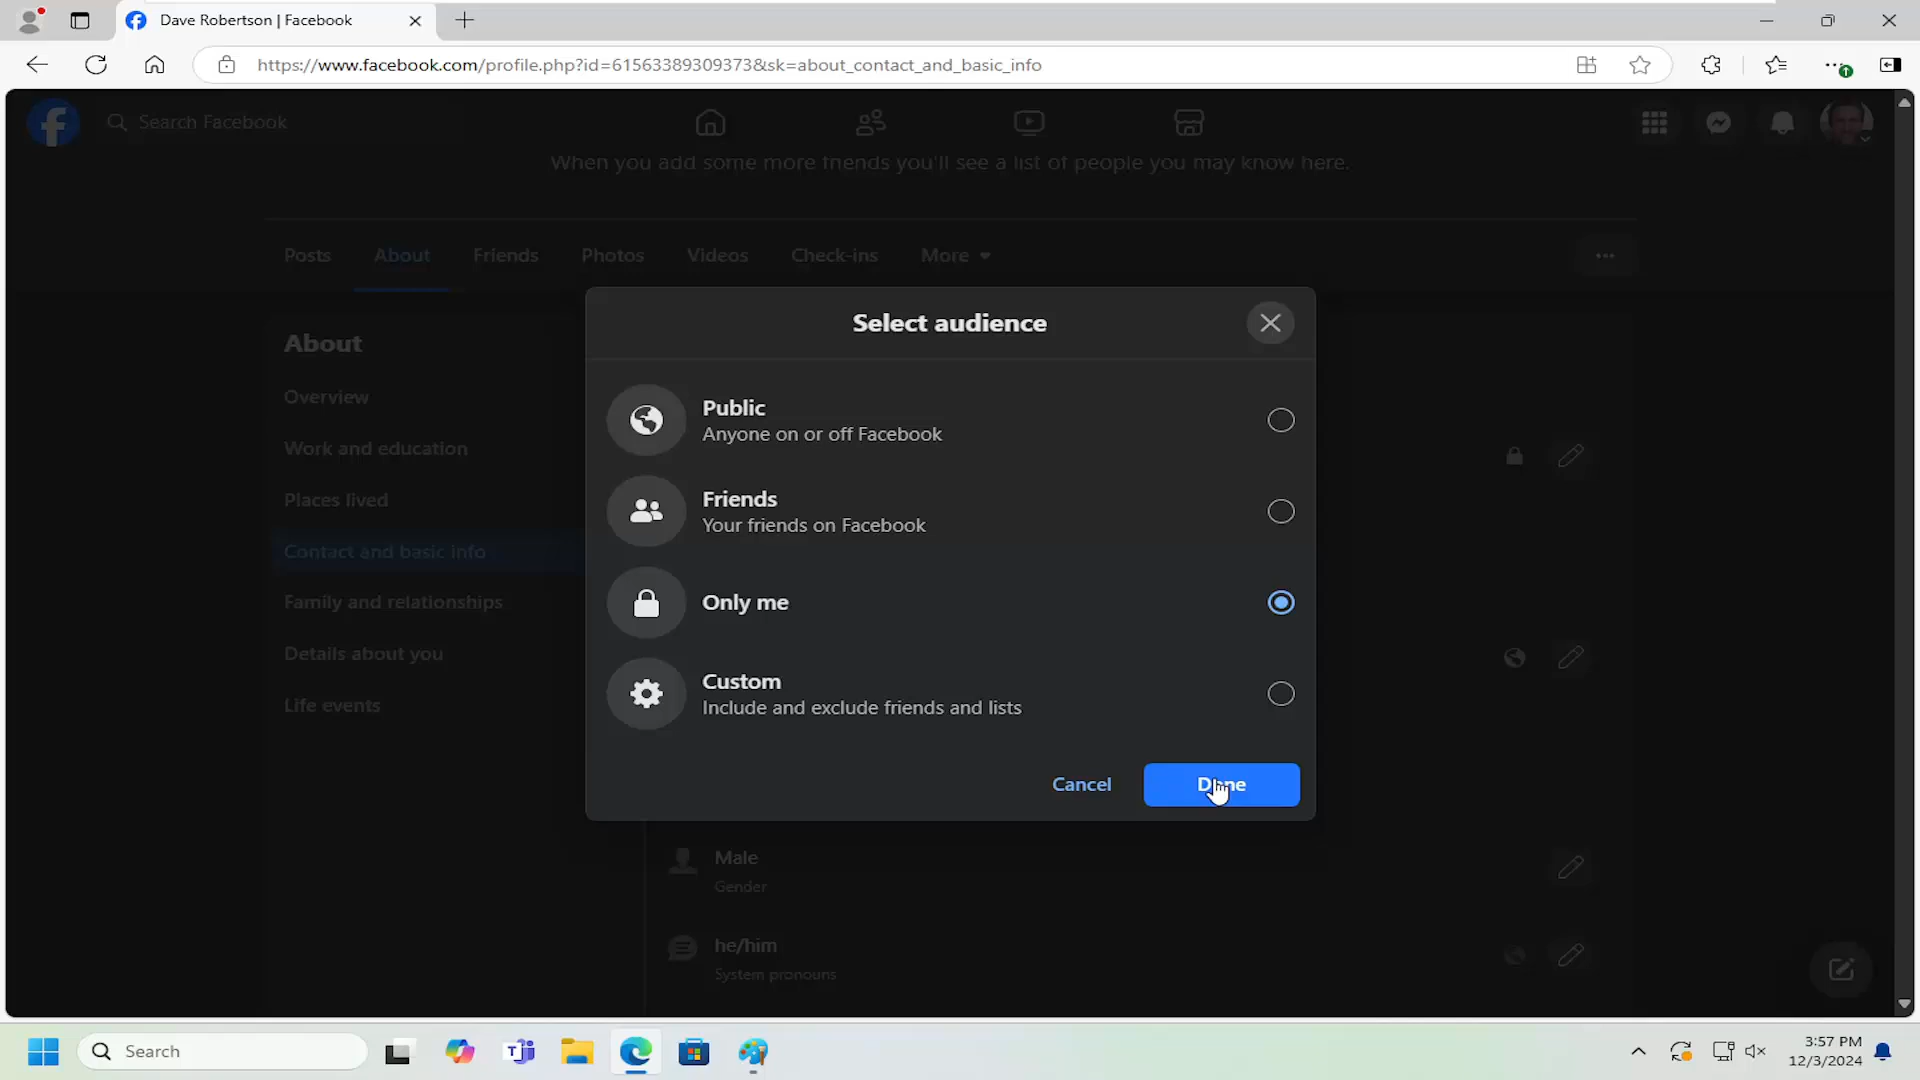 Dave Robertson | Facebook
https://www.facebook.com/profile.php?id=61563389309373&sk=about_contact_and_basic_info
Search Facebook
When you add some more friends you'll see a list of people you may know here.
Posts
About
Friends
Photos
Videos
Check-ins
More
About
Overview
Work and education
Places lived
Contact and basic info
Family and relationships
Details about you
Life events
Select audience
Public
Anyone on or off Facebook
Friends
Your friends on Facebook
Only me
Custom
Include and exclude friends and lists
Cancel
Done
Male
Gender
he/him
System pronouns
Search
3:57 PM
12/3/2024